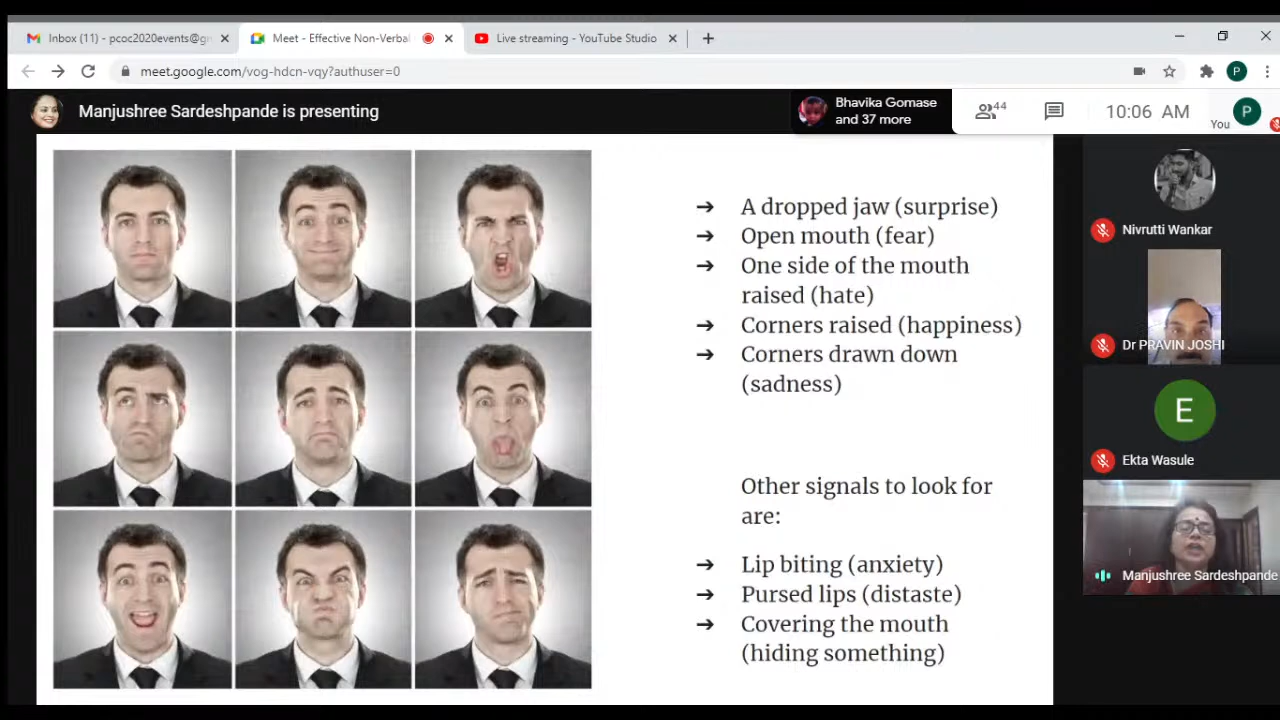 Inbox (11) - pcoc2020events@gm
Meet - Effective Non-Verbal
Live streaming - YouTube Studio
meet.google.com/vog-hdcn-vqy?authuser=0
P
Manjushree Sardeshpande is presenting
Bhavika Gomase
and 37 more
44
10:06 AM
You
P
➔ A dropped jaw (surprise)
➔ Open mouth (fear)
➔ One side of the mouth
raised (hate)
➔ Corners raised (happiness)
➔ Corners drawn down
(sadness)
Other signals to look for
are:
➔ Lip biting (anxiety)
➔ Pursed lips (distaste)
➔ Covering the mouth
(hiding something)
Nivrutti Wankar
Dr PRAVIN JOSHI
E
Ekta Wasule
Manjushree Sardeshpande